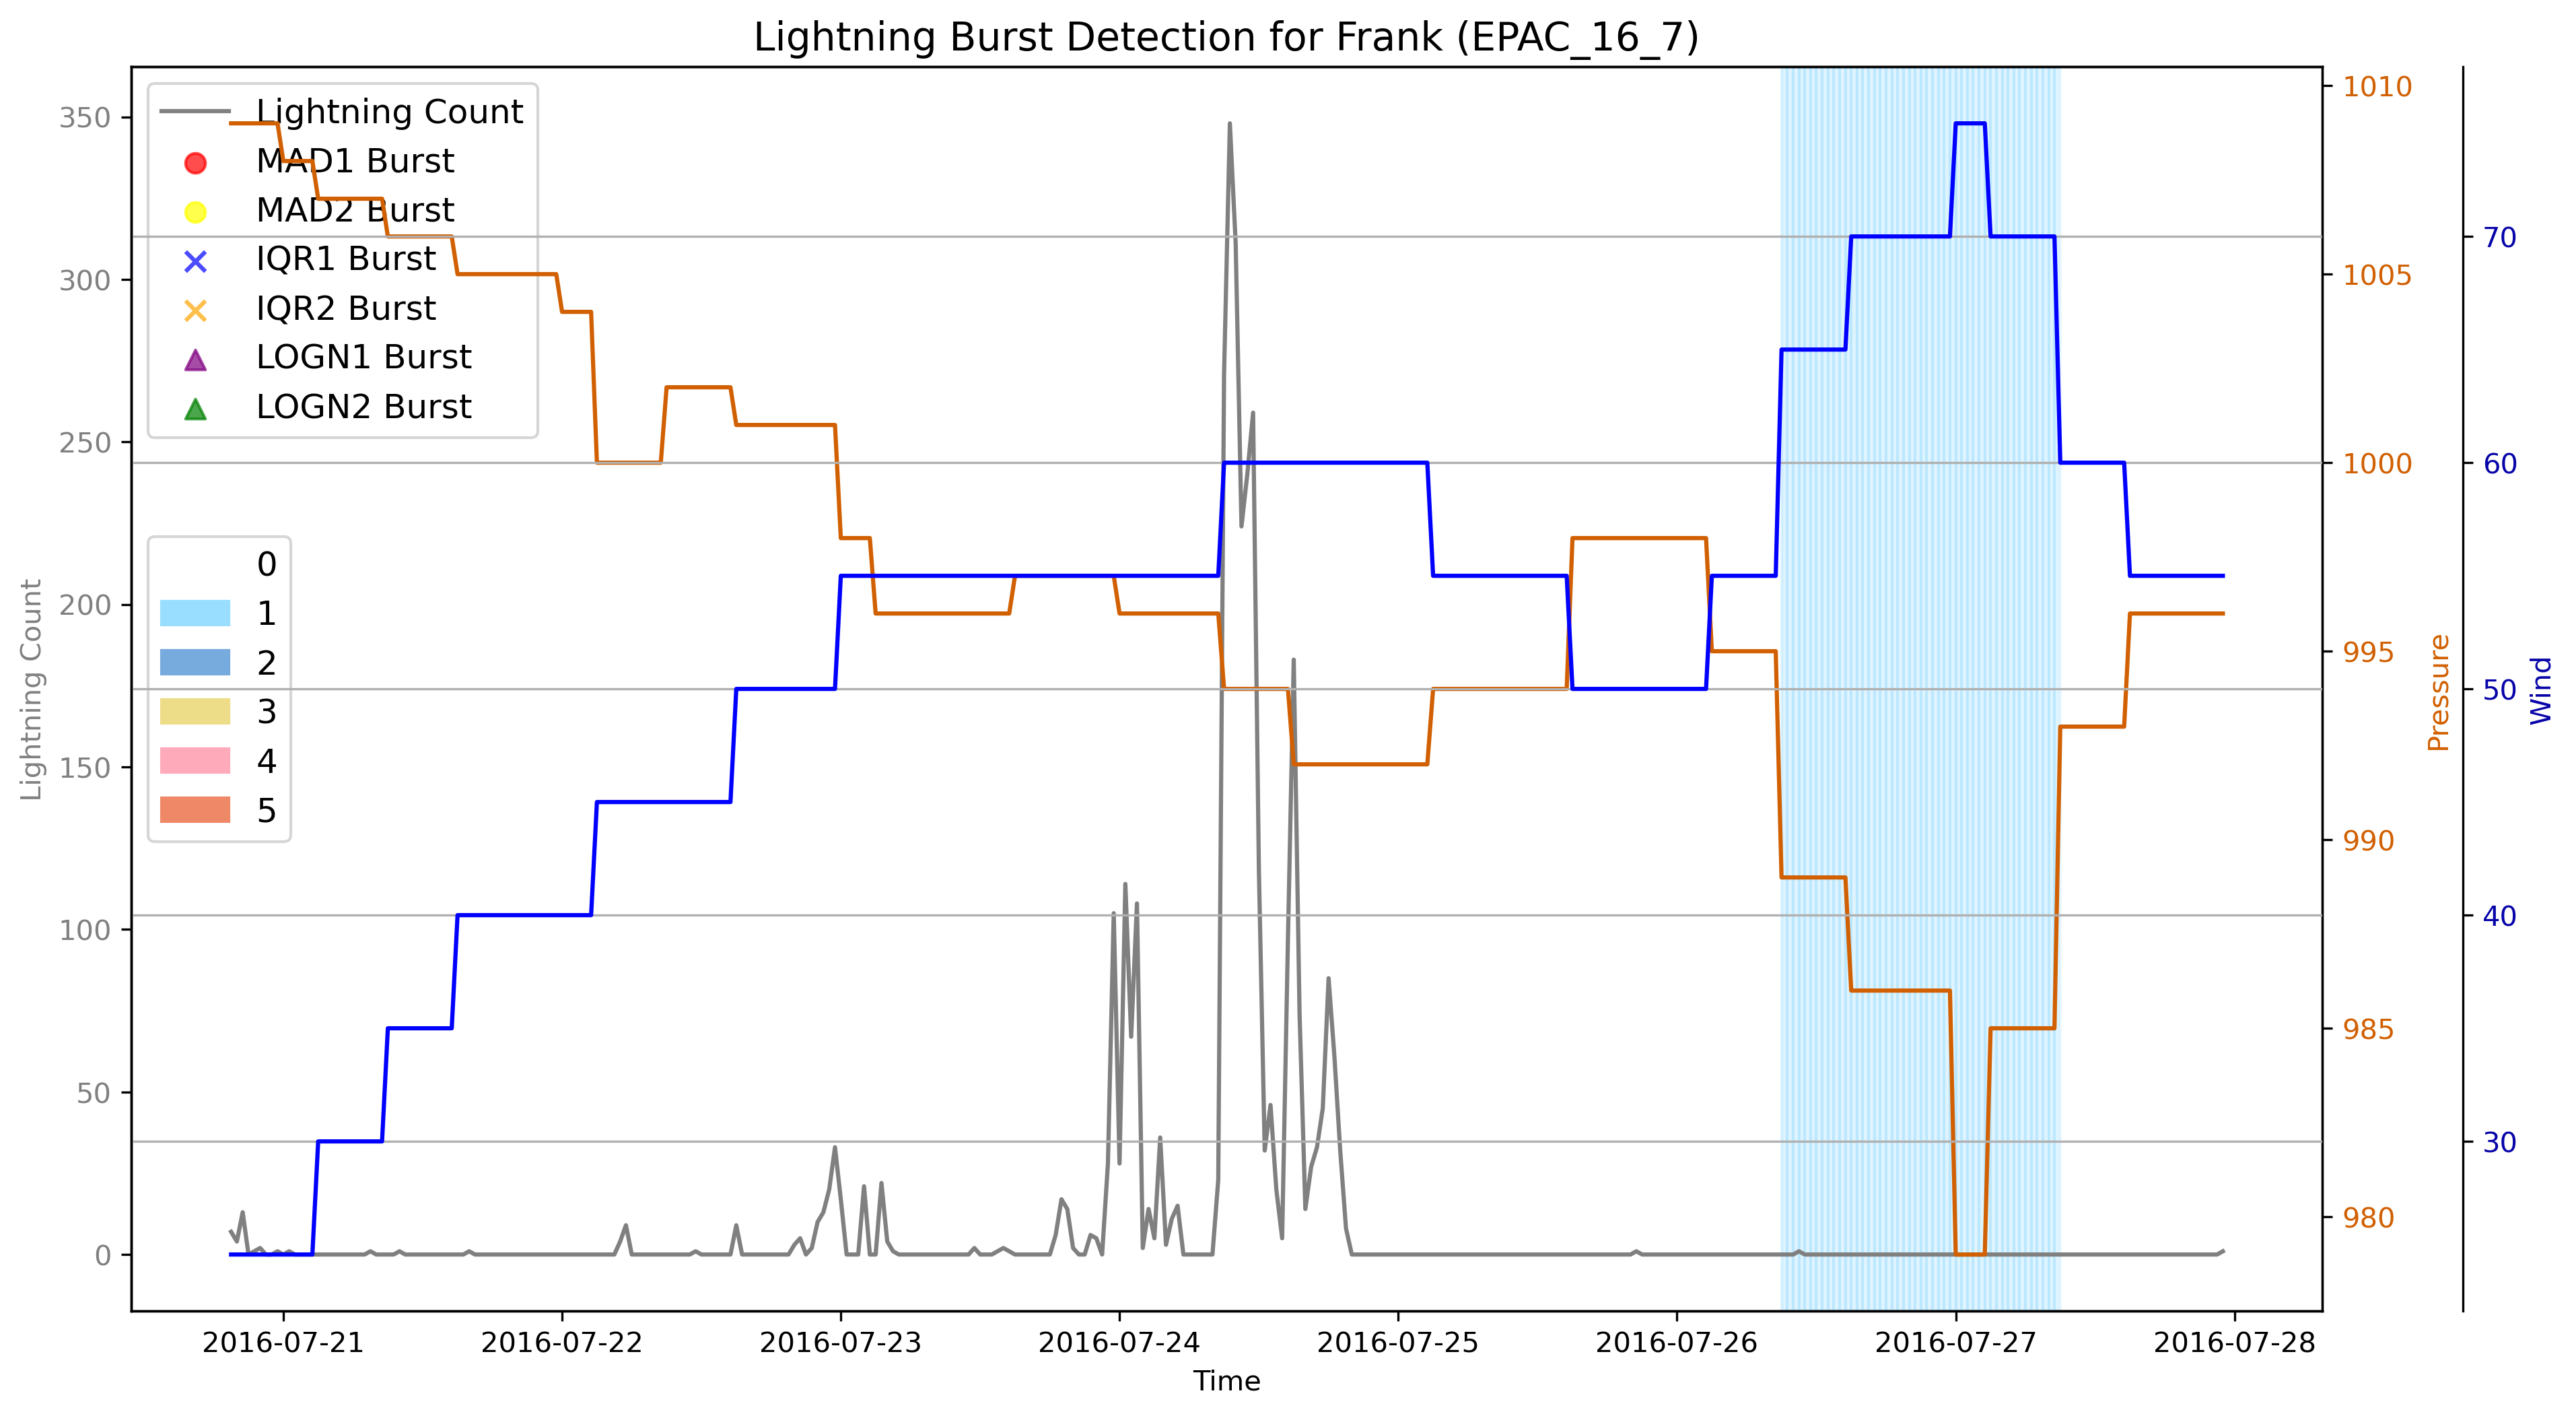 Lightning Burst Detection for Frank (EPAC_16_7)
Lightning Count
MAD1 Burst
MAD2 Burst
IQR1 Burst
IQR2 Burst
LOGN1 Burst
LOGN2 Burst
0
1
2
3
4
5
Lightning Count
350
300
250
200
150
100
50
0
1010
1005
1000
995
990
985
980
Pressure
70
60
50
40
30
Wind
2016-07-21
2016-07-22
2016-07-23
2016-07-24
2016-07-25
2016-07-26
2016-07-27
2016-07-28
Time